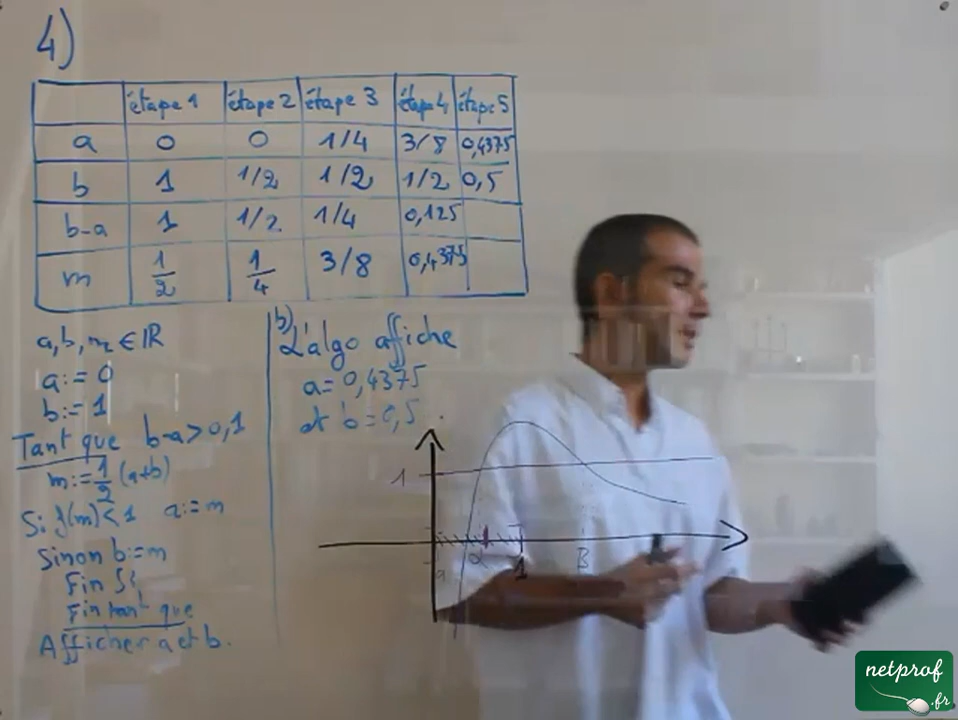 4)
étape 1 étape 2 étape 3 étape 4 étape 5
a 0 0 1/4 3/8 0,4375
b 1 1/2 1/2 1/2 0,5
b-a 1 1/2 1/4 0,125
m 1/2 1/4 3/8 0,4375
a, b, m ∈ IR
a := 0
b := 1
Tant que b-a > 0,1
m := 1/2 (a+b)
Si f(m) < 1 a := m
Sinon b := m
Fin Si
Fin tant que
Afficher a et b.
b)
L'algo affiche
a = 0,4375
et b = 0,5.
1
α 1 B
netprof
.fr